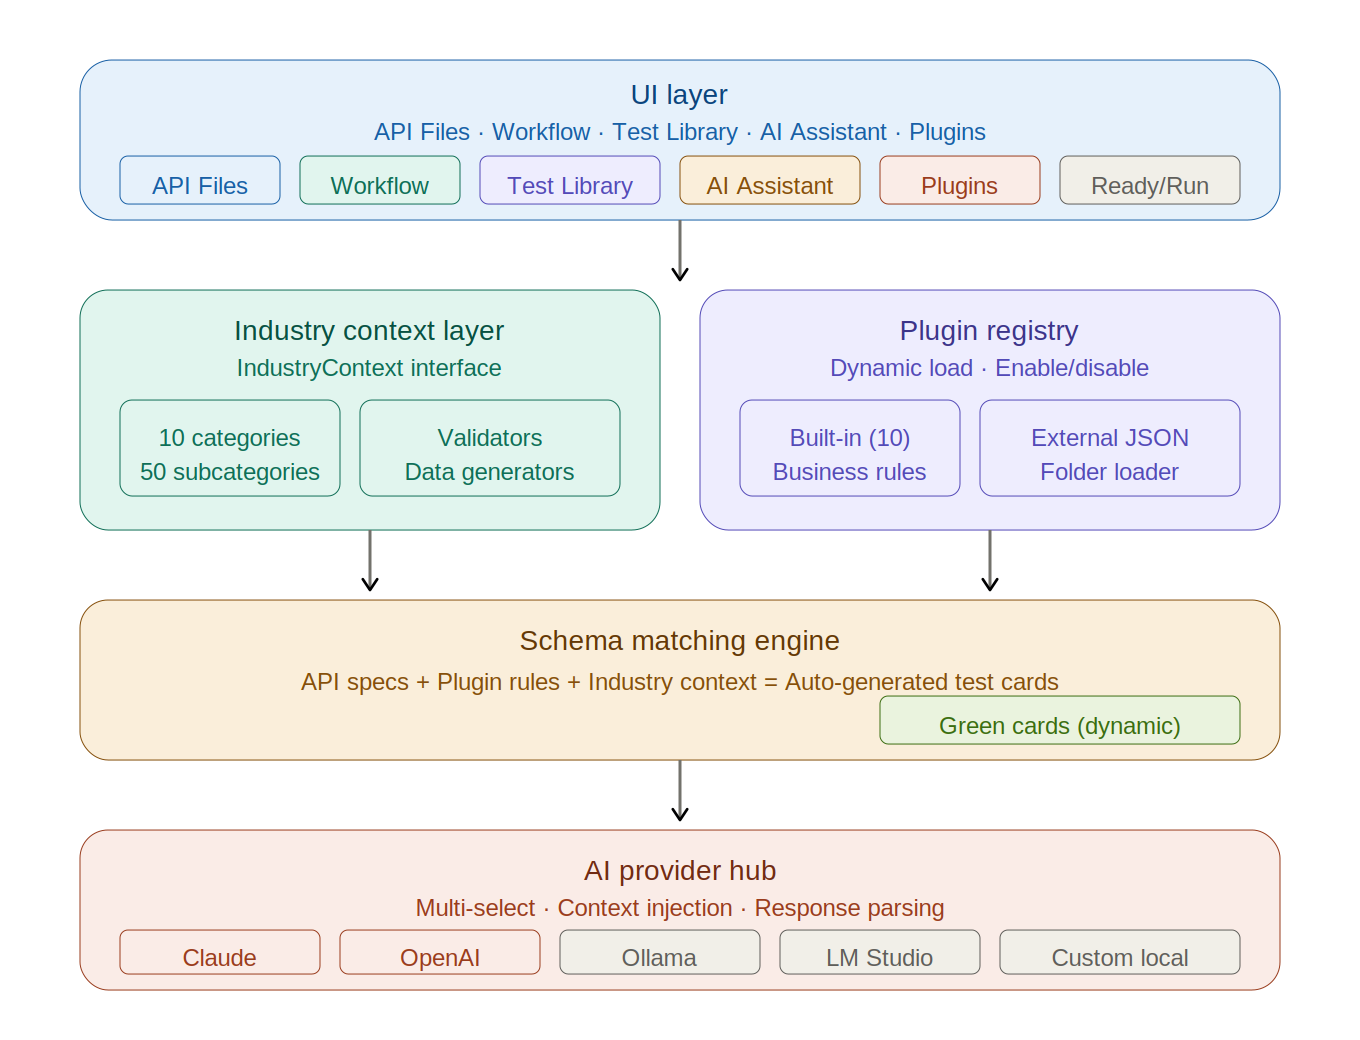 UI layer
API Files · Workflow · Test Library · AI Assistant · Plugins
API Files
Workflow
Test Library
AI Assistant
Plugins
Ready/Run
Industry context layer
IndustryContext interface
10 categories
50 subcategories
Validators
Data generators
Plugin registry
Dynamic load · Enable/disable
Built-in (10)
Business rules
External JSON
Folder loader
Schema matching engine
API specs + Plugin rules + Industry context = Auto-generated test cards
Green cards (dynamic)
AI provider hub
Multi-select · Context injection · Response parsing
Claude
OpenAI
Ollama
LM Studio
Custom local